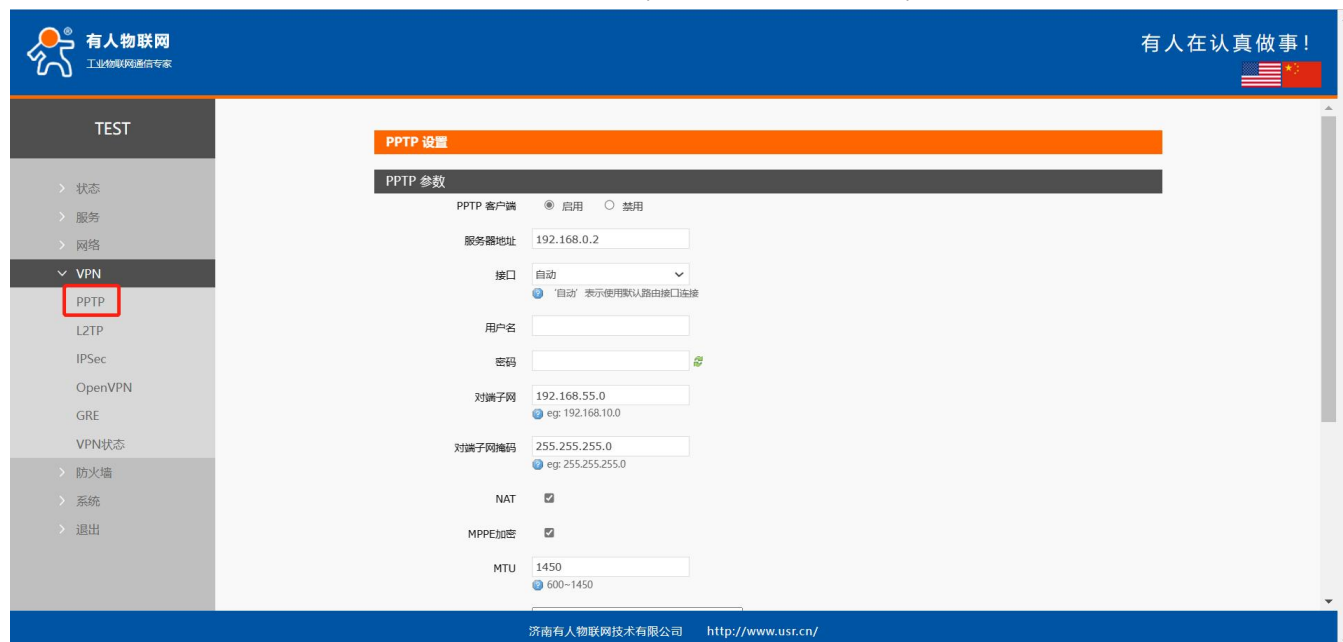 有人物联网
工业物联网通信专家
有人在认真做事！
TEST
状态
服务
网络
VPN
PPTP
L2TP
IPSec
OpenVPN
GRE
VPN状态
防火墙
系统
退出
PPTP 设置
PPTP 参数
PPTP 客户端 启用 禁用
服务器地址 192.168.0.2
接口 自动
'自动' 表示使用默认路由接口连接
用户名
密码
对端子网 192.168.55.0
eg: 192.168.10.0
对端子网掩码 255.255.255.0
eg: 255.255.255.0
NAT
MPPE加密
MTU 1450
600~1450
济南有人物联网技术有限公司 http://www.usr.cn/